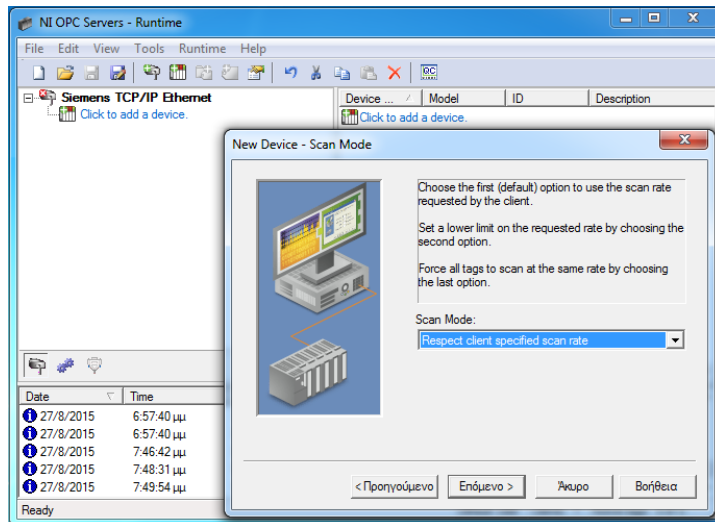 NI OPC Servers - Runtime
File Edit View Tools Runtime Help
Siemens TCP/IP Ethernet
Click to add a device.
Device ... Model ID Description
Click to add a device.
New Device - Scan Mode
Choose the first (default) option to use the scan rate
requested by the client.
Set a lower limit on the requested rate by choosing the
second option.
Force all tags to scan at the same rate by choosing
the last option.
Scan Mode:
Respect client specified scan rate
Date Time
27/8/2015 6:57:40 μμ
27/8/2015 6:57:40 μμ
27/8/2015 7:46:42 μμ
27/8/2015 7:48:31 μμ
27/8/2015 7:49:54 μμ
< Προηγούμενο Επόμενο > Άκυρο Βοήθεια
Ready